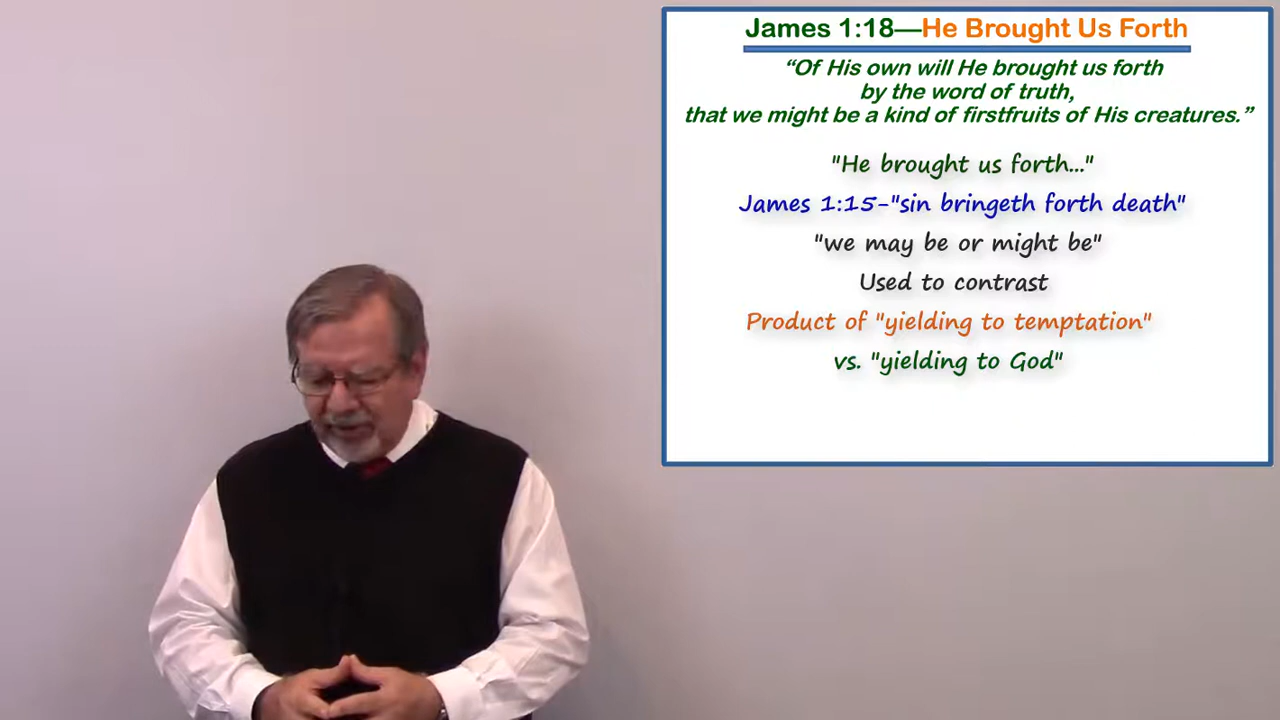 James 1:18—He Brought Us Forth
“Of His own will He brought us forth
by the word of truth,
that we might be a kind of firstfruits of His creatures.”
"He brought us forth..."
James 1:15-"sin bringeth forth death"
"we may be or might be"
Used to contrast
Product of "yielding to temptation"
vs. "yielding to God"